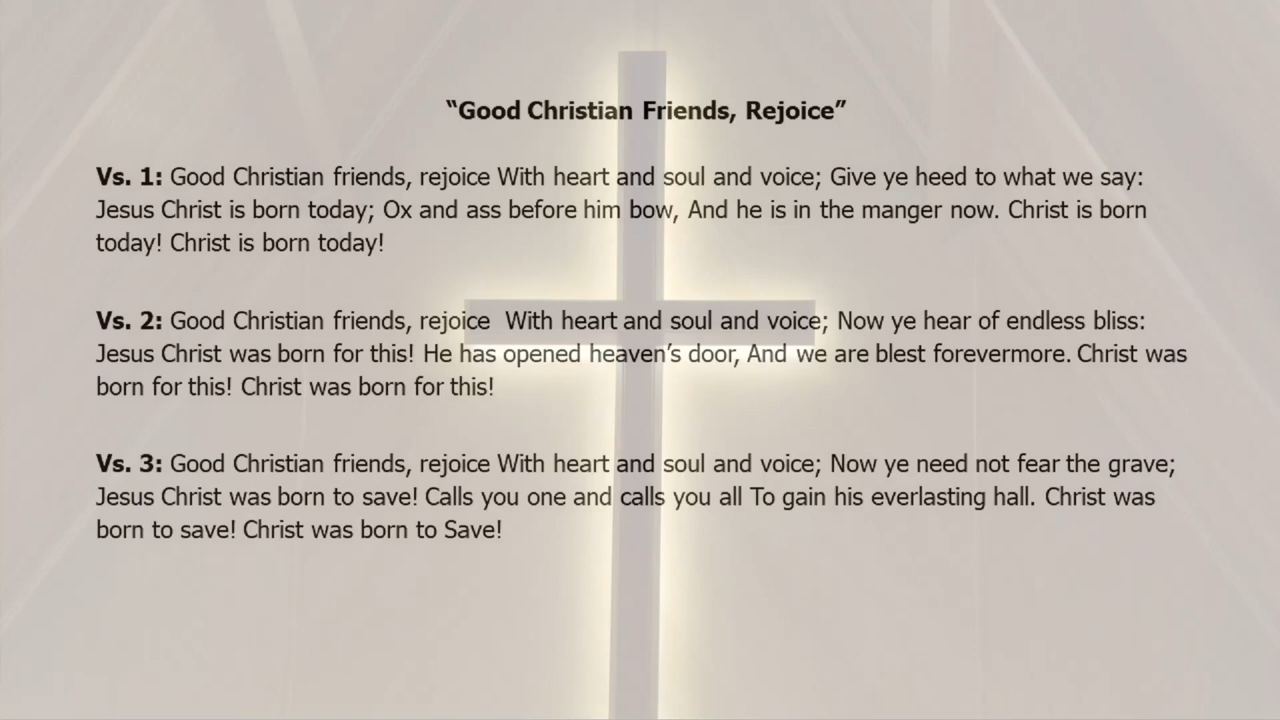 “Good Christian Friends, Rejoice”
Vs. 1: Good Christian friends, rejoice With heart and soul and voice; Give ye heed to what we say:
Jesus Christ is born today; Ox and ass before him bow, And he is in the manger now. Christ is born
today! Christ is born today!
Vs. 2: Good Christian friends, rejoice  With heart and soul and voice; Now ye hear of endless bliss:
Jesus Christ was born for this! He has opened heaven’s door, And we are blest forevermore. Christ was
born for this! Christ was born for this!
Vs. 3: Good Christian friends, rejoice With heart and soul and voice; Now ye need not fear the grave;
Jesus Christ was born to save! Calls you one and calls you all To gain his everlasting hall. Christ was
born to save! Christ was born to Save!